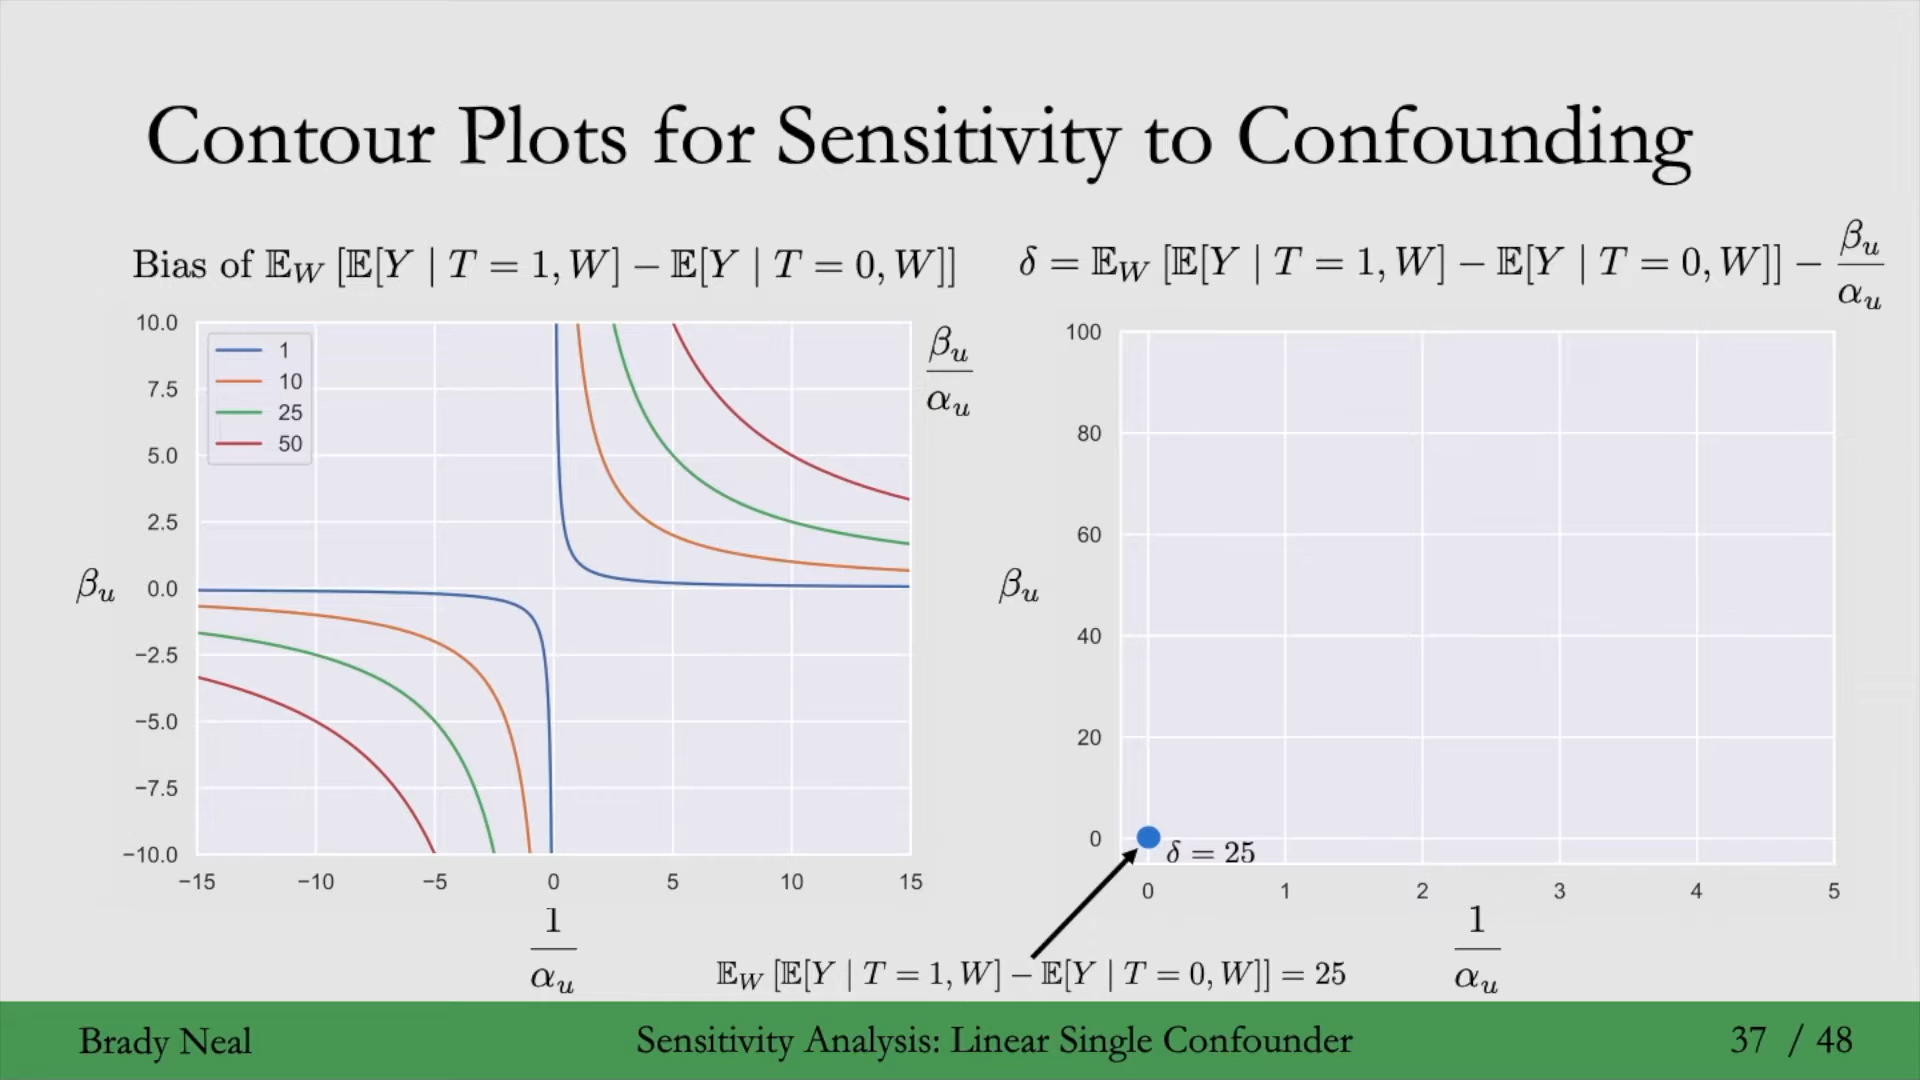 Contour Plots for Sensitivity to Confounding
Bias of 𝔼_W [𝔼[Y | T = 1, W] − 𝔼[Y | T = 0, W]]
δ = 𝔼_W [𝔼[Y | T = 1, W] − 𝔼[Y | T = 0, W]] − β_u / α_u
10.0
7.5
5.0
2.5
0.0
−2.5
−5.0
−7.5
−10.0
1
10
25
50
β_u / α_u
β_u
−15 −10 −5 0 5 10 15
1 / α_u
100
80
60
40
20
0
β_u
δ = 25
0 1 2 3 4 5
1 / α_u
𝔼_W [𝔼[Y | T = 1, W] − 𝔼[Y | T = 0, W]] = 25
Brady Neal
Sensitivity Analysis: Linear Single Confounder
37 / 48